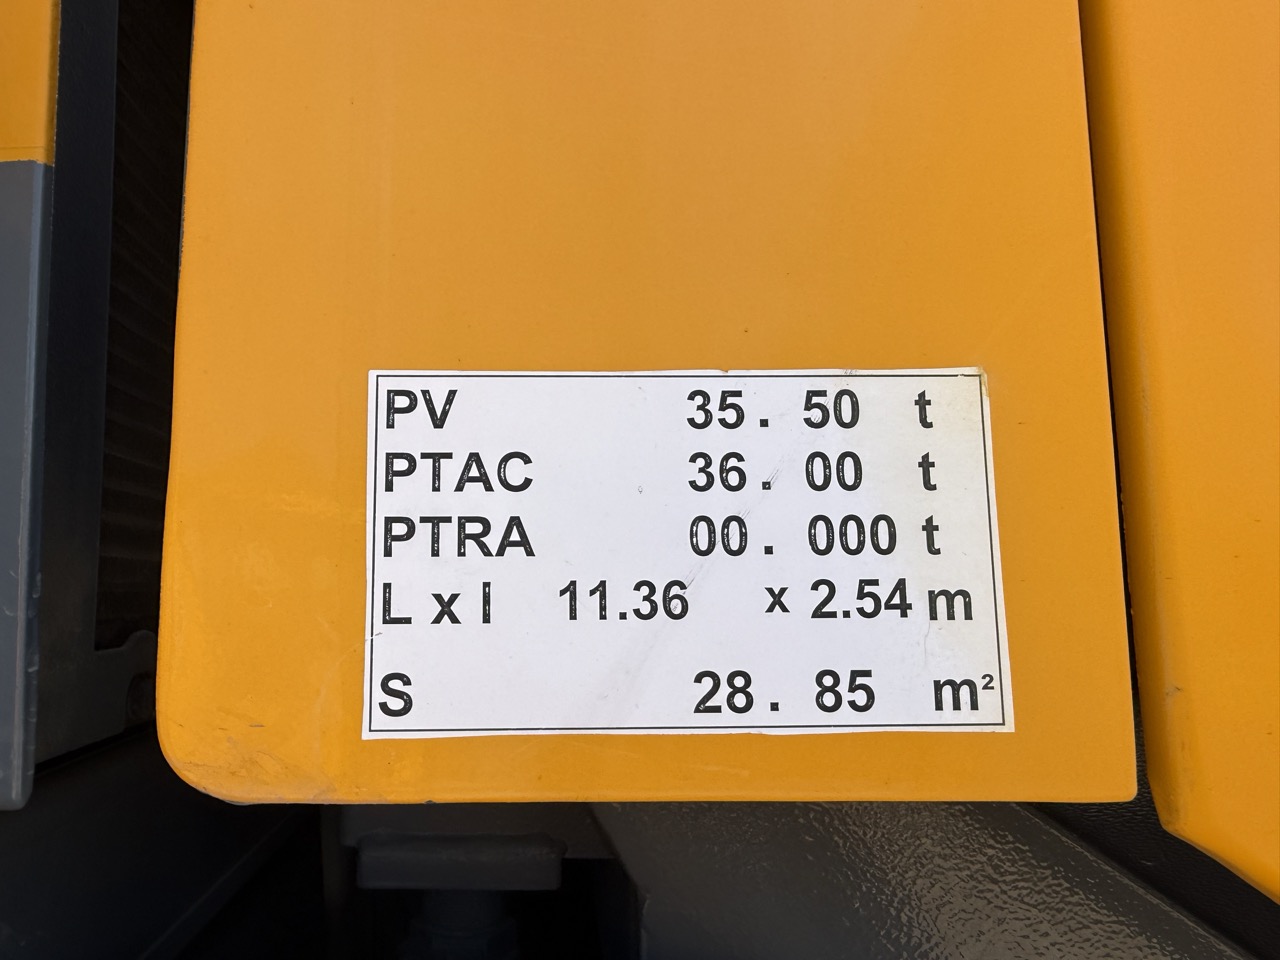 PV 35. 50 t
PTAC 36. 00 t
PTRA 00. 000 t
L x l 11.36 x 2.54 m
S 28. 85 m²